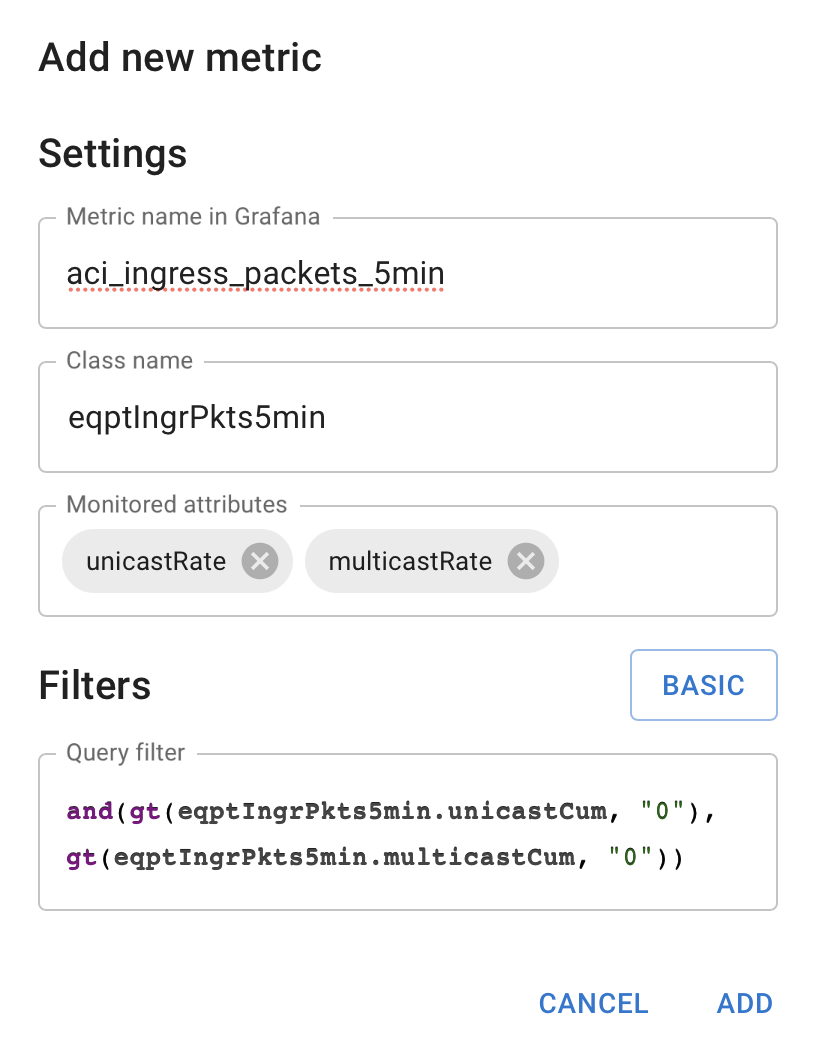 Add new metric
Settings
Metric name in Grafana
aci_ingress_packets_5min
Class name
eqptIngrPkts5min
Monitored attributes
unicastRate multicastRate
Filters BASIC
Query filter
and(gt(eqptIngrPkts5min.unicastCum, "0"),
gt(eqptIngrPkts5min.multicastCum, "0"))
CANCEL ADD